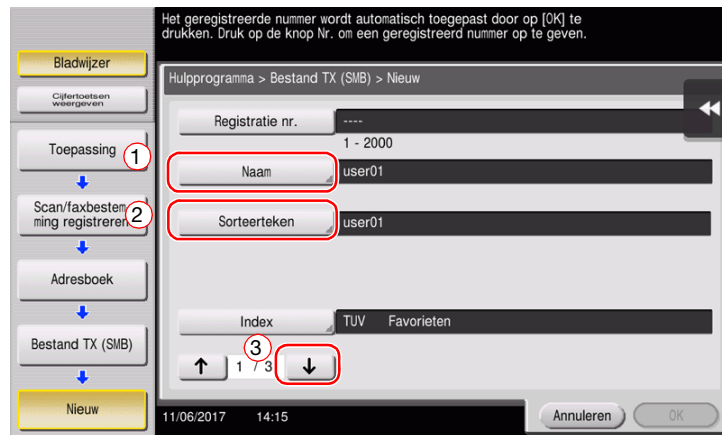 Het geregistreerde nummer wordt automatisch toegepast door op [OK] te
drukken. Druk op de knop Nr. om een geregistreerd nummer op te geven.
Bladwijzer
Cijfertoetsen
weergeven
Toepassing
1
Scan/faxbestem
ming registreren
2
Adresboek
Bestand TX (SMB)
Nieuw
Hulpprogramma > Bestand TX (SMB) > Nieuw
Registratie nr.
----
1 - 2000
Naam
user01
Sorteerteken
user01
Index
TUV Favorieten
3
↑ 1 / 3 ↓
11/06/2017 14:15
Annuleren
OK